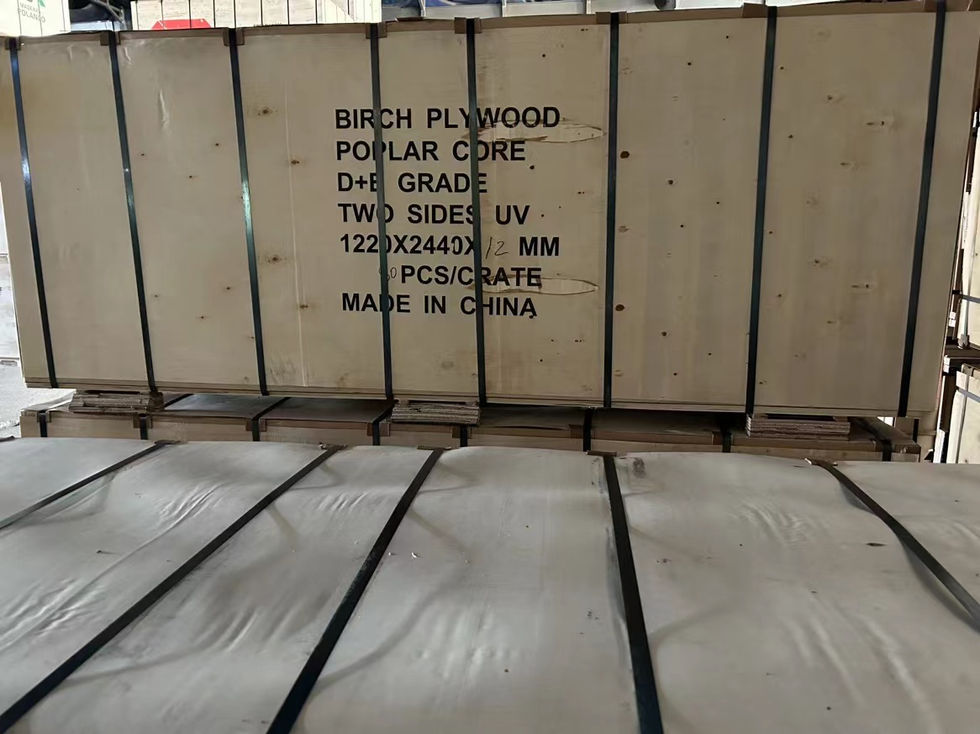 BIRCH PLYWOOD
POPLAR CORE
D+E GRADE
TWO SIDES UV
1220X2440X12 MM
PCS/CRATE
MADE IN CHINA